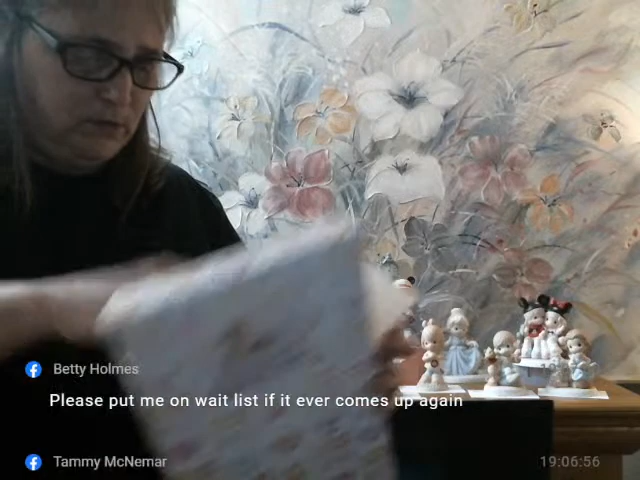 Betty Holmes
Please put me on wait list if it ever comes up again
Tammy McNemar
19:06:56